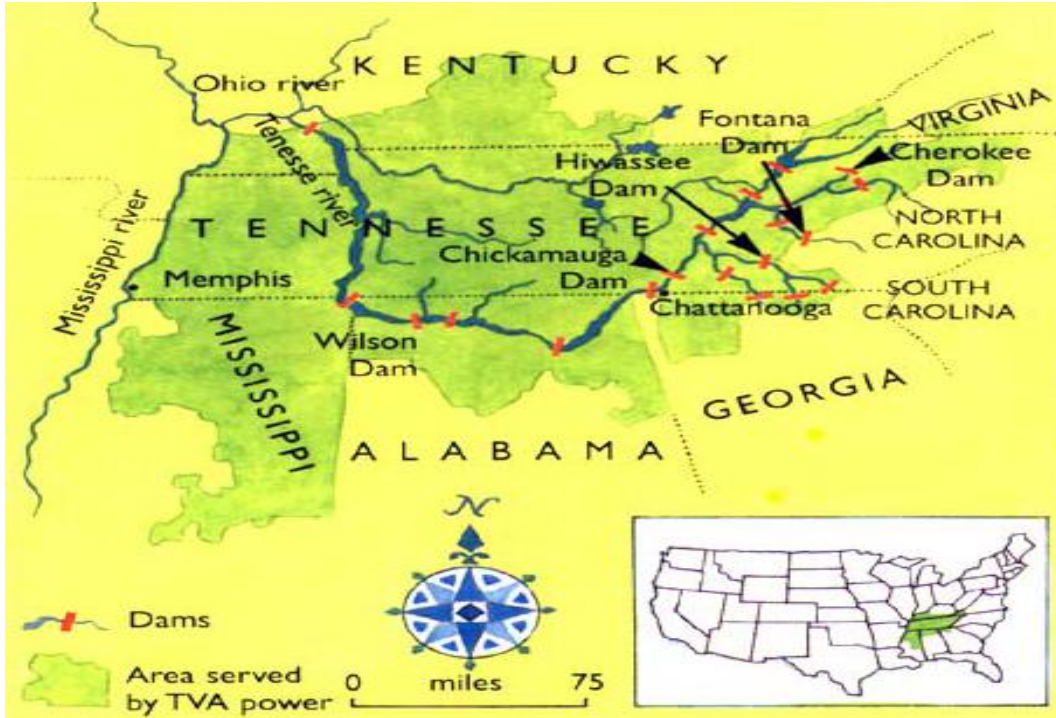 KENTUCKY
Ohio river
Tenesse river
Fontana
Dam
VIRGINIA
Hiwassee
Dam
Cherokee
Dam
TENNESSEE
NORTH
CAROLINA
Mississippi river
Memphis
Chickamauga
Dam
Chattanooga
SOUTH
CAROLINA
Wilson
Dam
MISSISSIPPI
GEORGIA
ALABAMA
N
Dams
Area served
by TVA power
0 miles 75